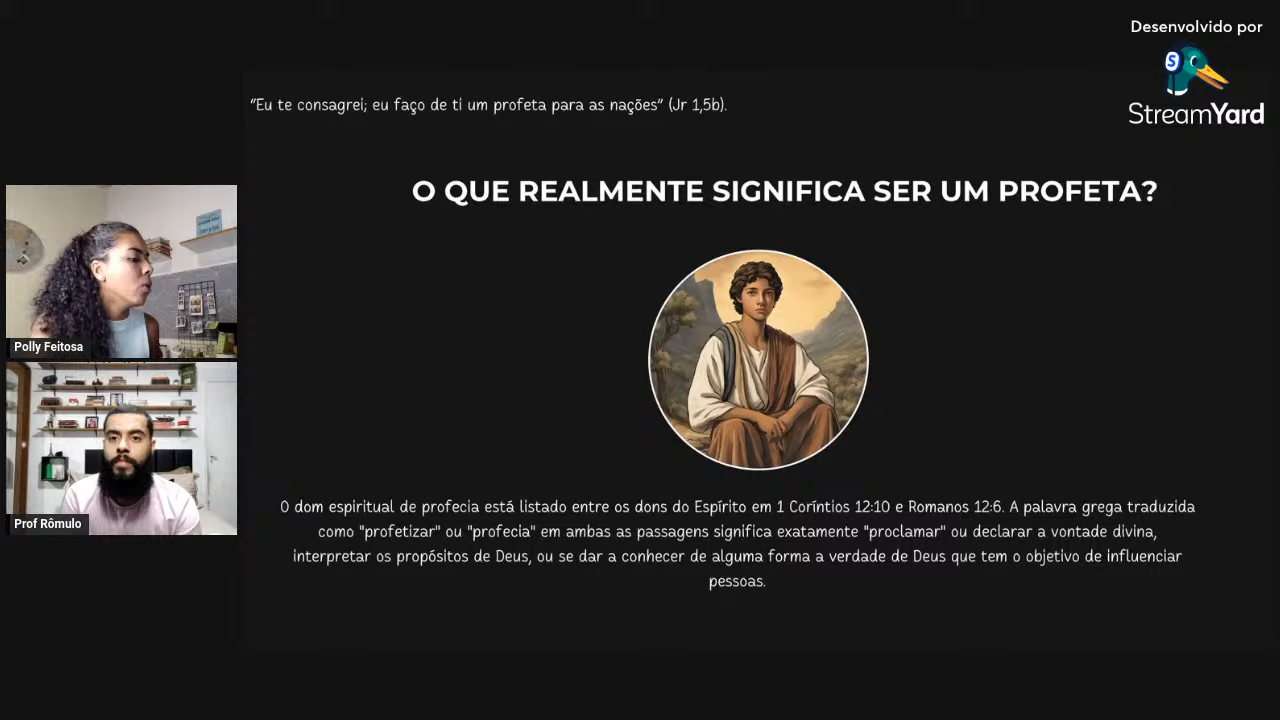 Desenvolvido por
StreamYard
"Eu te consagrei; eu faço de ti um profeta para as nações" (Jr 1,5b).
O QUE REALMENTE SIGNIFICA SER UM PROFETA?
Polly Feitosa
Prof Rômulo
O dom espiritual de profecia está listado entre os dons do Espírito em 1 Coríntios 12:10 e Romanos 12:6. A palavra grega traduzida
como "profetizar" ou "profecia" em ambas as passagens significa exatamente "proclamar" ou declarar a vontade divina,
interpretar os propósitos de Deus, ou se dar a conhecer de alguma forma a verdade de Deus que tem o objetivo de influenciar
pessoas.